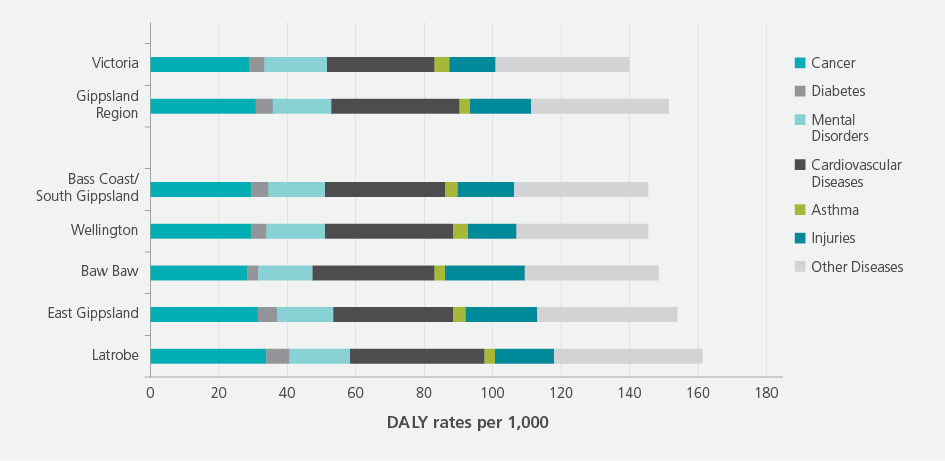 Victoria
Gippsland
Region
Bass Coast/
South Gippsland
Wellington
Baw Baw
East Gippsland
Latrobe
0 20 40 60 80 100 120 140 160 180
DALY rates per 1,000
Cancer
Diabetes
Mental
Disorders
Cardiovascular
Diseases
Asthma
Injuries
Other Diseases